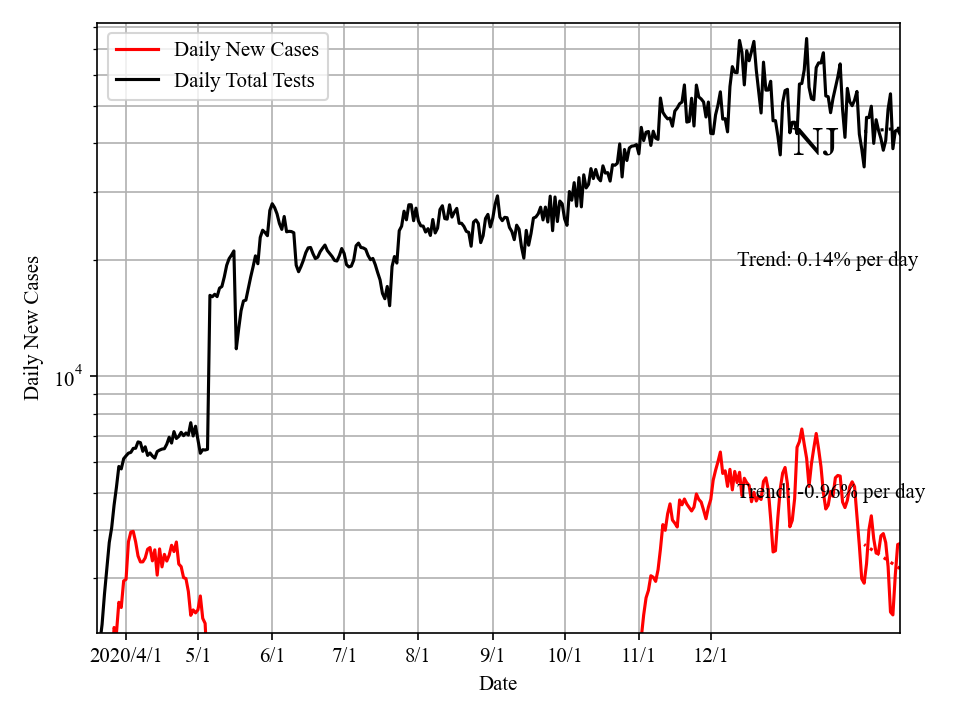 Daily New Cases
Daily Total Tests
NJ
Trend: 0.14% per day
Trend: -0.96% per day
Daily New Cases
10^4
2020/4/1 5/1 6/1 7/1 8/1 9/1 10/1 11/1 12/1
Date